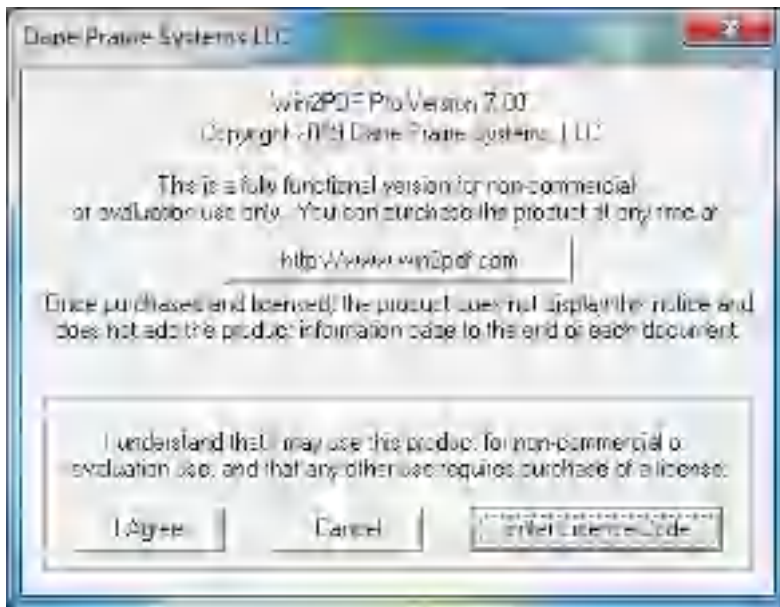 Dane Prairie Systems LLC
Win2PDF Pro Version 7.00
Copyright Dane Prairie Systems, LLC
This is a fully functional version for non-commercial
or evaluation use only. You can purchase the product at any time at
http://www.win2pdf.com
Once purchased and licensed, the product does not display this notice and
does not add the product information page to the end of each document.
I understand that I may use this product for non-commercial or
evaluation use, and that any other use requires purchase of a license.
I Agree
Cancel
Enter License Code